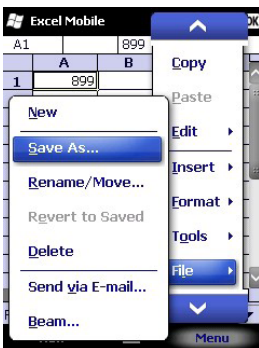 Excel Mobile
A1 899
A B
1 899
Copy
Paste
Edit
Insert
Format
Tools
File
New
Save As...
Rename/Move...
Revert to Saved
Delete
Send via E-mail...
Beam...
Menu